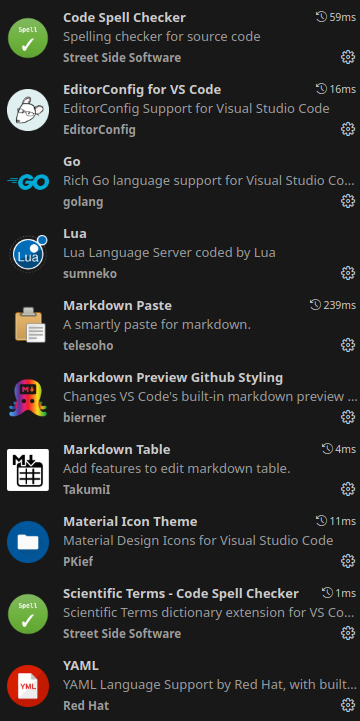 Code Spell Checker 59ms
Spell
Spelling checker for source code
Street Side Software
EditorConfig for VS Code 16ms
EditorConfig Support for Visual Studio Code
EditorConfig
Go
GO
Rich Go language support for Visual Studio Co...
golang
Lua
Lua
Lua Language Server coded by Lua
sumneko
Markdown Paste 239ms
A smartly paste for markdown.
telesoho
Markdown Preview Github Styling
M
Changes VS Code's built-in markdown preview ...
bierner
Markdown Table 4ms
M
Add features to edit markdown table.
TakumiI
Material Icon Theme 11ms
Material Design Icons for Visual Studio Code
PKief
Scientific Terms - Code Spell Checker 1ms
Spell
Scientific Terms dictionary extension for VS Co...
Street Side Software
YAML
YML
YAML Language Support by Red Hat, with built...
Red Hat